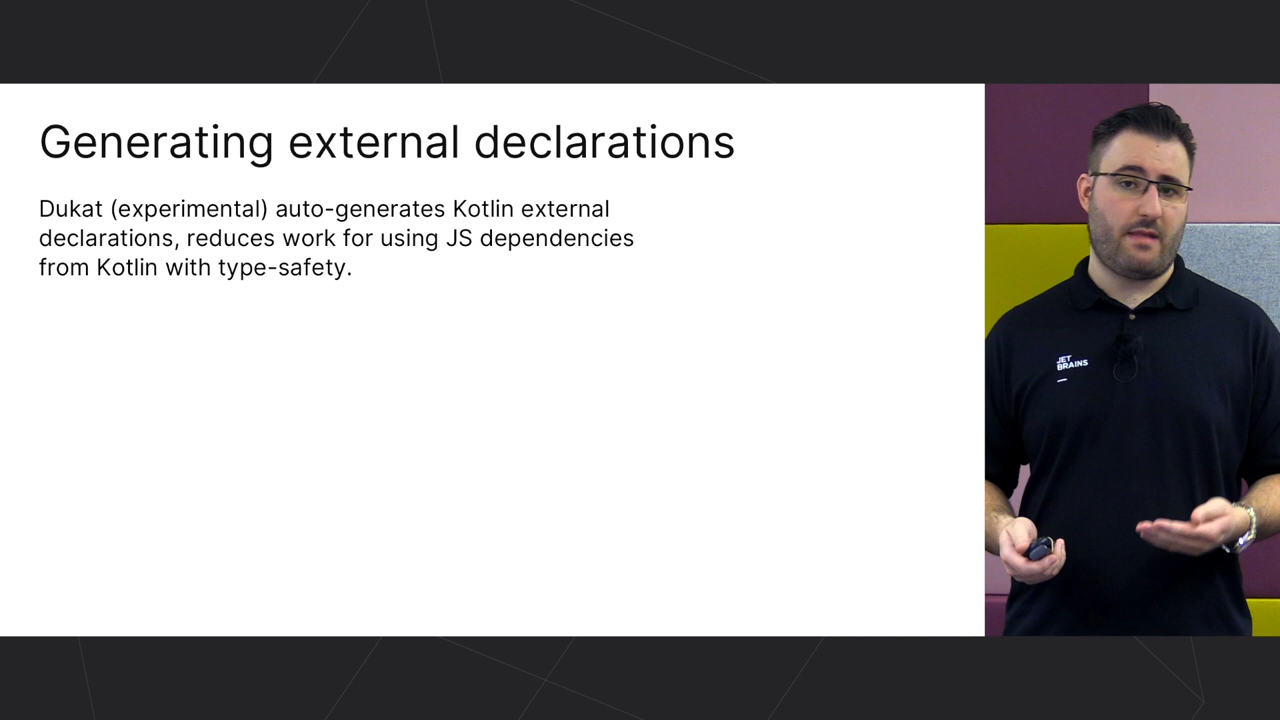 Generating external declarations
Dukat (experimental) auto-generates Kotlin external
declarations, reduces work for using JS dependencies
from Kotlin with type-safety.
JET
BRAINS